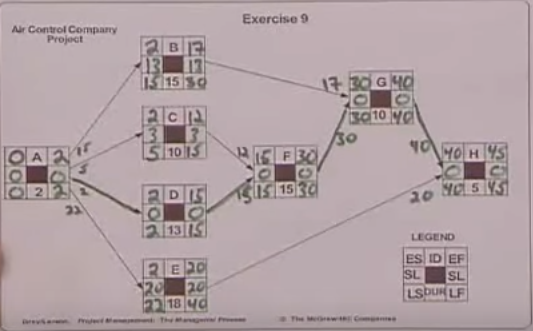 Exercise 9
Air Control Company
Project
2 B 17
13 13
15 15 30
17
30 G 40
0 0
30 10 40
2 C 12
3 3
5 10 15
15
5
2
22
12
15
30
40
20
0 A 2
0 0
0 2 2
15 F 30
0 0
15 15 30
40 H 45
0 0
40 5 45
2 D 15
0 0
2 13 15
2 E 20
20 20
22 18 40
LEGEND
ES ID EF
SL SL
LS DUR LF
Gray/Larson: Project Management: The Managerial Process
© The McGraw-Hill Companies